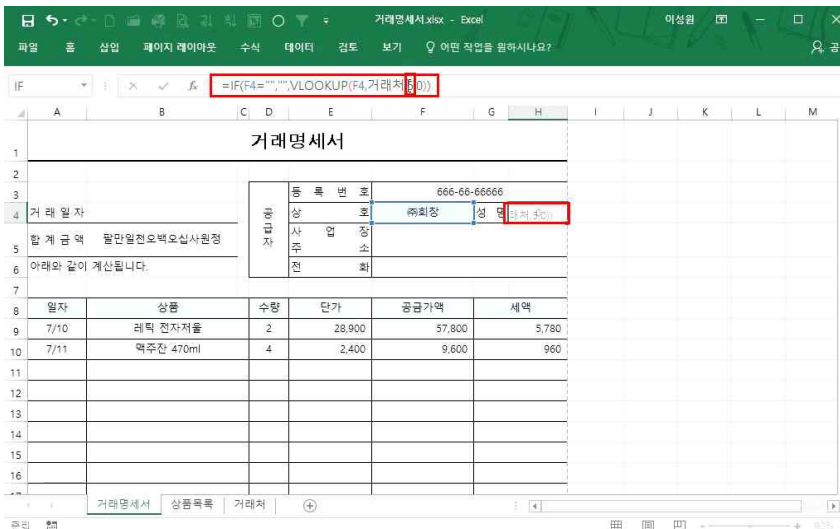 거래명세서.xlsx - Excel
이성원
파일 홈 삽입 페이지 레이아웃 수식 데이터 검토 보기 어떤 작업을 원하시나요? 공
IF fx =IF(F4="","",VLOOKUP(F4,거래처,5,0))
A B C D E F G H I J K L M
1 거래명세서
2
3 등 록 번 호 666-66-66666
4 거 래 일 자 공급자 상 호 ㈜회창 성 명 래처,5,0))
5 합 계 금 액 팔만일천오백오십사원정 사 업 장 주 소
6 아래와 같이 계산됩니다. 전 화
7
8 일자 상품 수량 단가 공급가액 세액
9 7/10 레틱 전자저울 2 28,900 57,800 5,780
10 7/11 맥주잔 470ml 4 2,400 9,600 960
11
12
13
14
15
16
거래명세서 상품목록 거래처